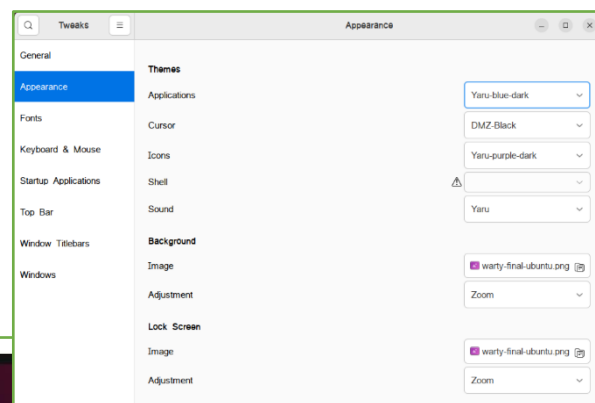 Tweaks
Appearance
General
Appearance
Fonts
Keyboard & Mouse
Startup Applications
Top Bar
Window Titlebars
Windows
Themes
Applications Yaru-blue-dark
Cursor DMZ-Black
Icons Yaru-purple-dark
Shell
Sound Yaru
Background
Image warty-final-ubuntu.png
Adjustment Zoom
Lock Screen
Image warty-final-ubuntu.png
Adjustment Zoom